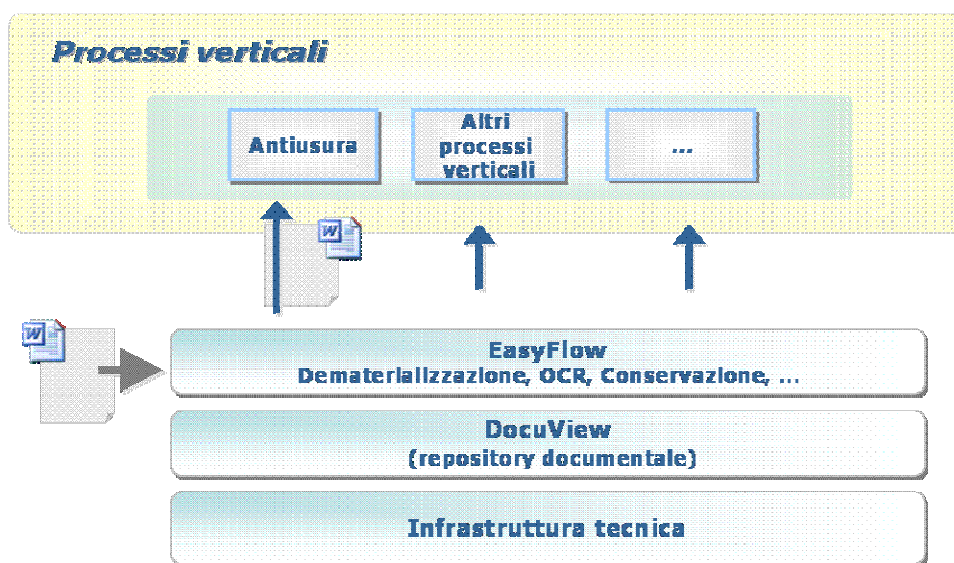 Processi verticali
Antiusura
Altri
processi
verticali
...
W
W
EasyFlow
Dematerializzazione, OCR, Conservazione, ...
DocuView
(repository documentale)
Infrastruttura tecnica